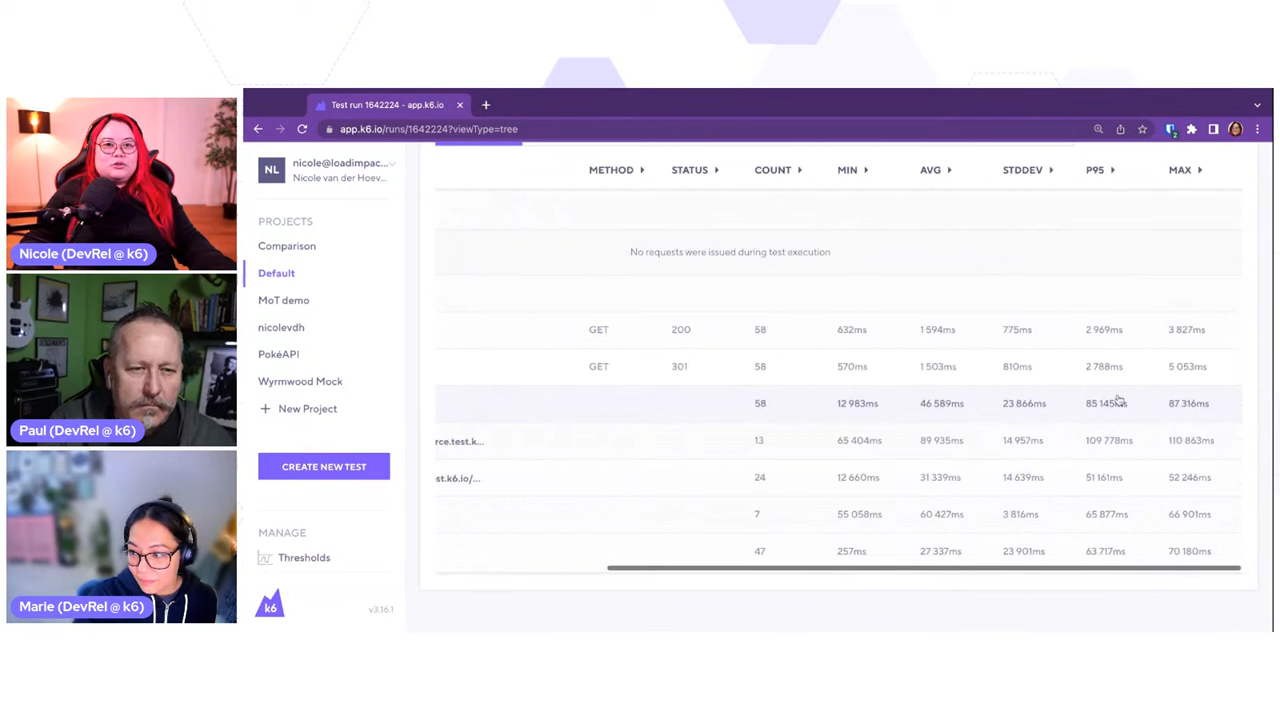 Nicole (DevRel @ k6)
Paul (DevRel @ k6)
Marie (DevRel @ k6)
Test run 1642224 - app.k6.io
app.k6.io/runs/1642224?viewType=tree
NL
nicole@loadimpac...
Nicole van der Hoev...
PROJECTS
Comparison
Default
MoT demo
nicolevdh
PokéAPI
Wyrmwood Mock
New Project
CREATE NEW TEST
MANAGE
Thresholds
k6
v3.16.1
METHOD STATUS COUNT MIN AVG STDDEV P95 MAX
No requests were issued during test execution
GET 200 58 632ms 1 594ms 775ms 2 969ms 3 827ms
GET 301 58 570ms 1 503ms 810ms 2 788ms 5 053ms
58 12 983ms 46 589ms 23 866ms 85 145ms 87 316ms
rce.test.k... 13 65 404ms 89 935ms 14 957ms 109 778ms 110 863ms
st.k6.io/... 24 12 660ms 31 339ms 14 639ms 51 161ms 52 246ms
7 55 058ms 60 427ms 3 816ms 65 877ms 66 901ms
47 257ms 27 337ms 23 901ms 63 717ms 70 180ms